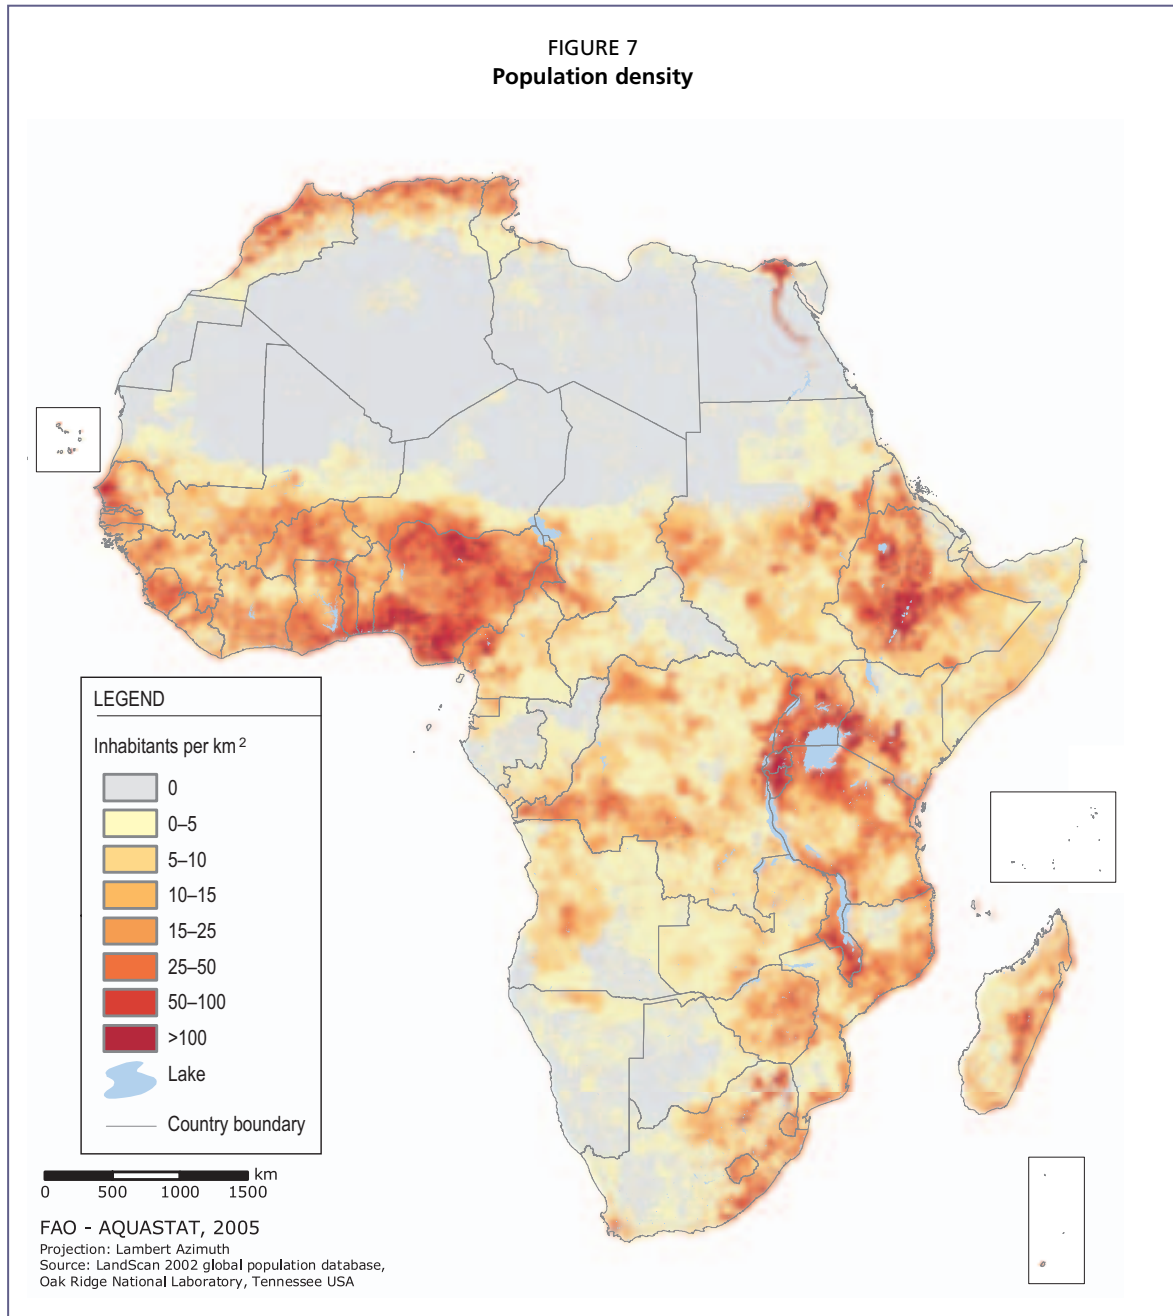 FIGURE 7
Population density
LEGEND
Inhabitants per km²
0
0–5
5–10
10–15
15–25
25–50
50–100
>100
Lake
Country boundary
km
0 500 1000 1500
FAO - AQUASTAT, 2005
Projection: Lambert Azimuth
Source: LandScan 2002 global population database,
Oak Ridge National Laboratory, Tennessee USA